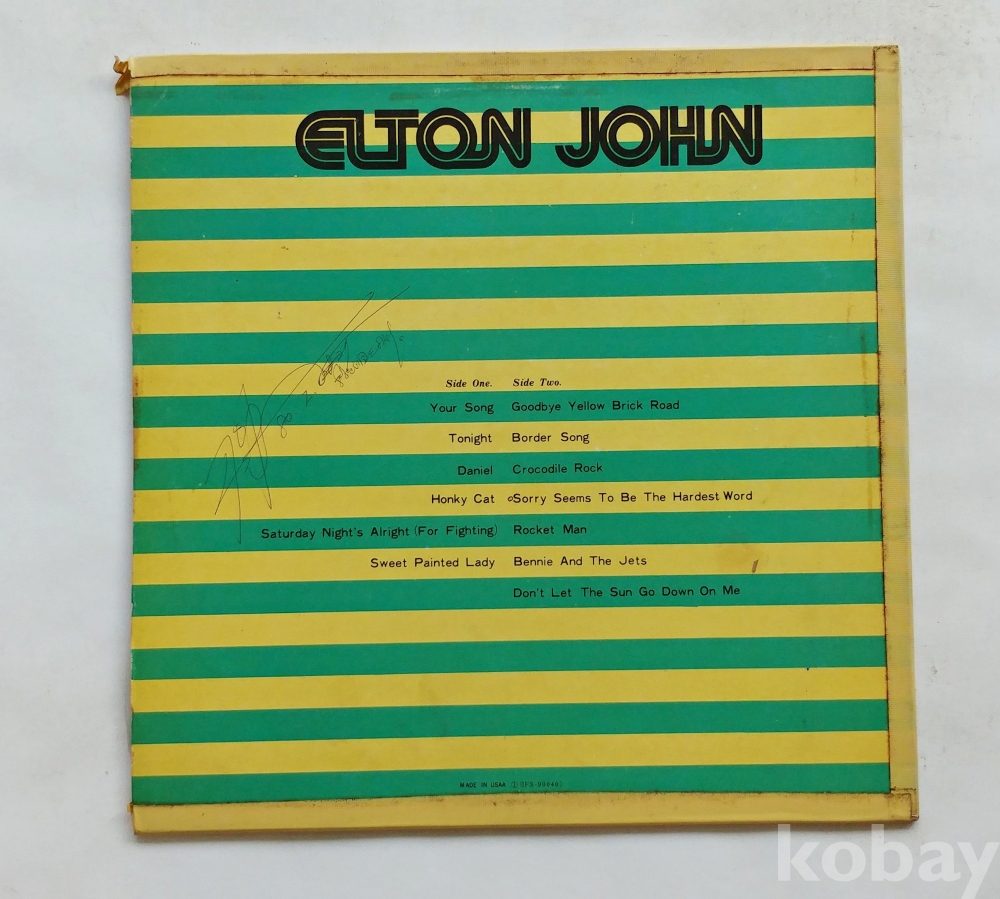 ELTON JOHN
Side One. Side Two.
Your Song Goodbye Yellow Brick Road
Tonight Border Song
Daniel Crocodile Rock
Honky Cat Sorry Seems To Be The Hardest Word
Saturday Night's Alright (For Fighting) Rocket Man
Sweet Painted Lady Bennie And The Jets
Don't Let The Sun Go Down On Me
MADE IN USAA
kobay